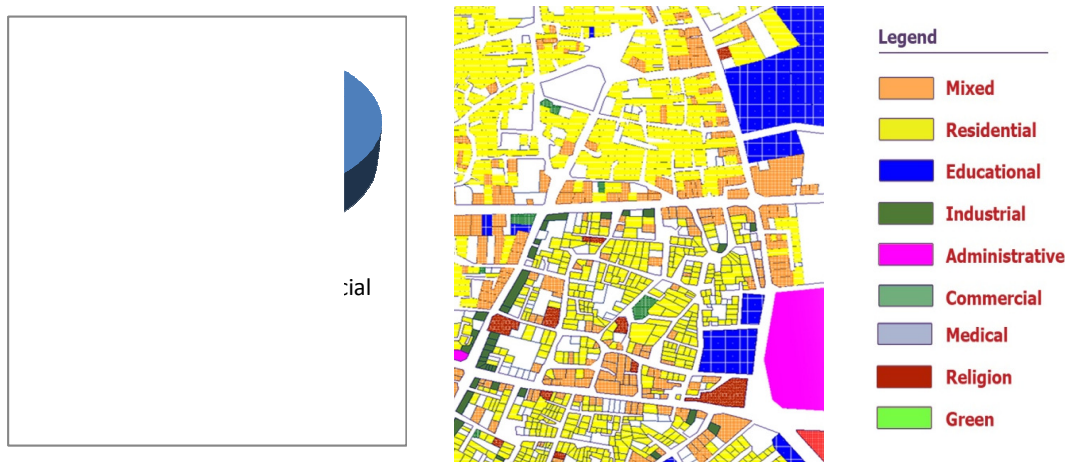 cial
Legend
Mixed
Residential
Educational
Industrial
Administrative
Commercial
Medical
Religion
Green